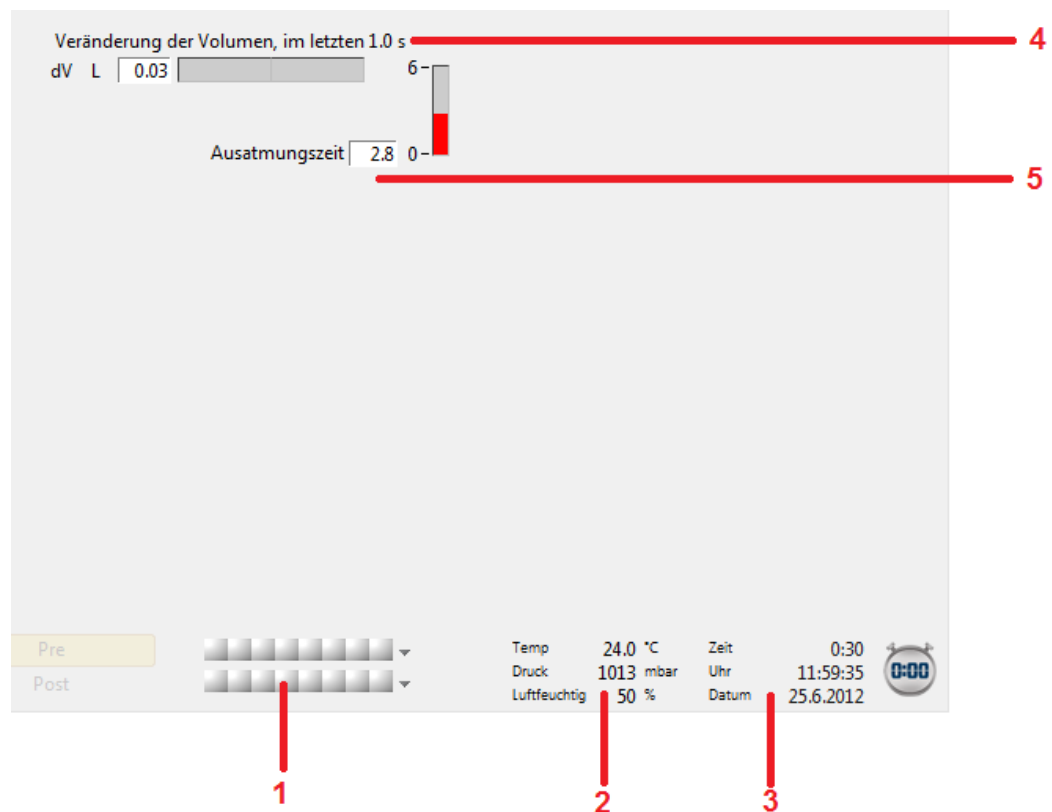 Veränderung der Volumen, im letzten 1.0 s
4
dV L 0.03
6
Ausatmungszeit 2.8 0
5
Pre
Post
Temp 24.0 °C Zeit 0:30
Druck 1013 mbar Uhr 11:59:35
Luftfeuchtig 50 % Datum 25.6.2012
0:00
1
2
3